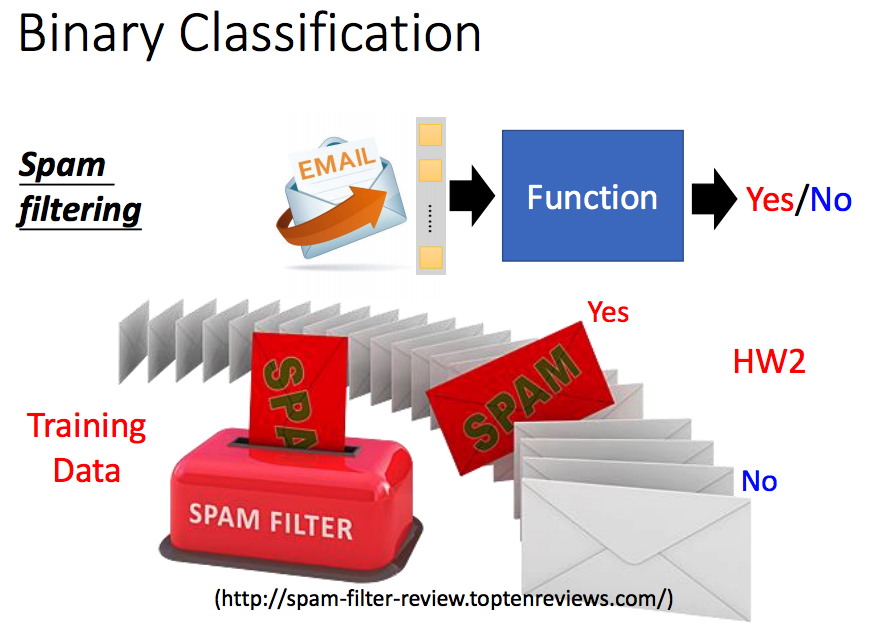 Binary Classification
Spam
filtering
EMAIL
......
Function
Yes/No
Yes
HW2
SPAM
SPA
Training
Data
No
SPAM FILTER
(http://spam-filter-review.toptenreviews.com/)